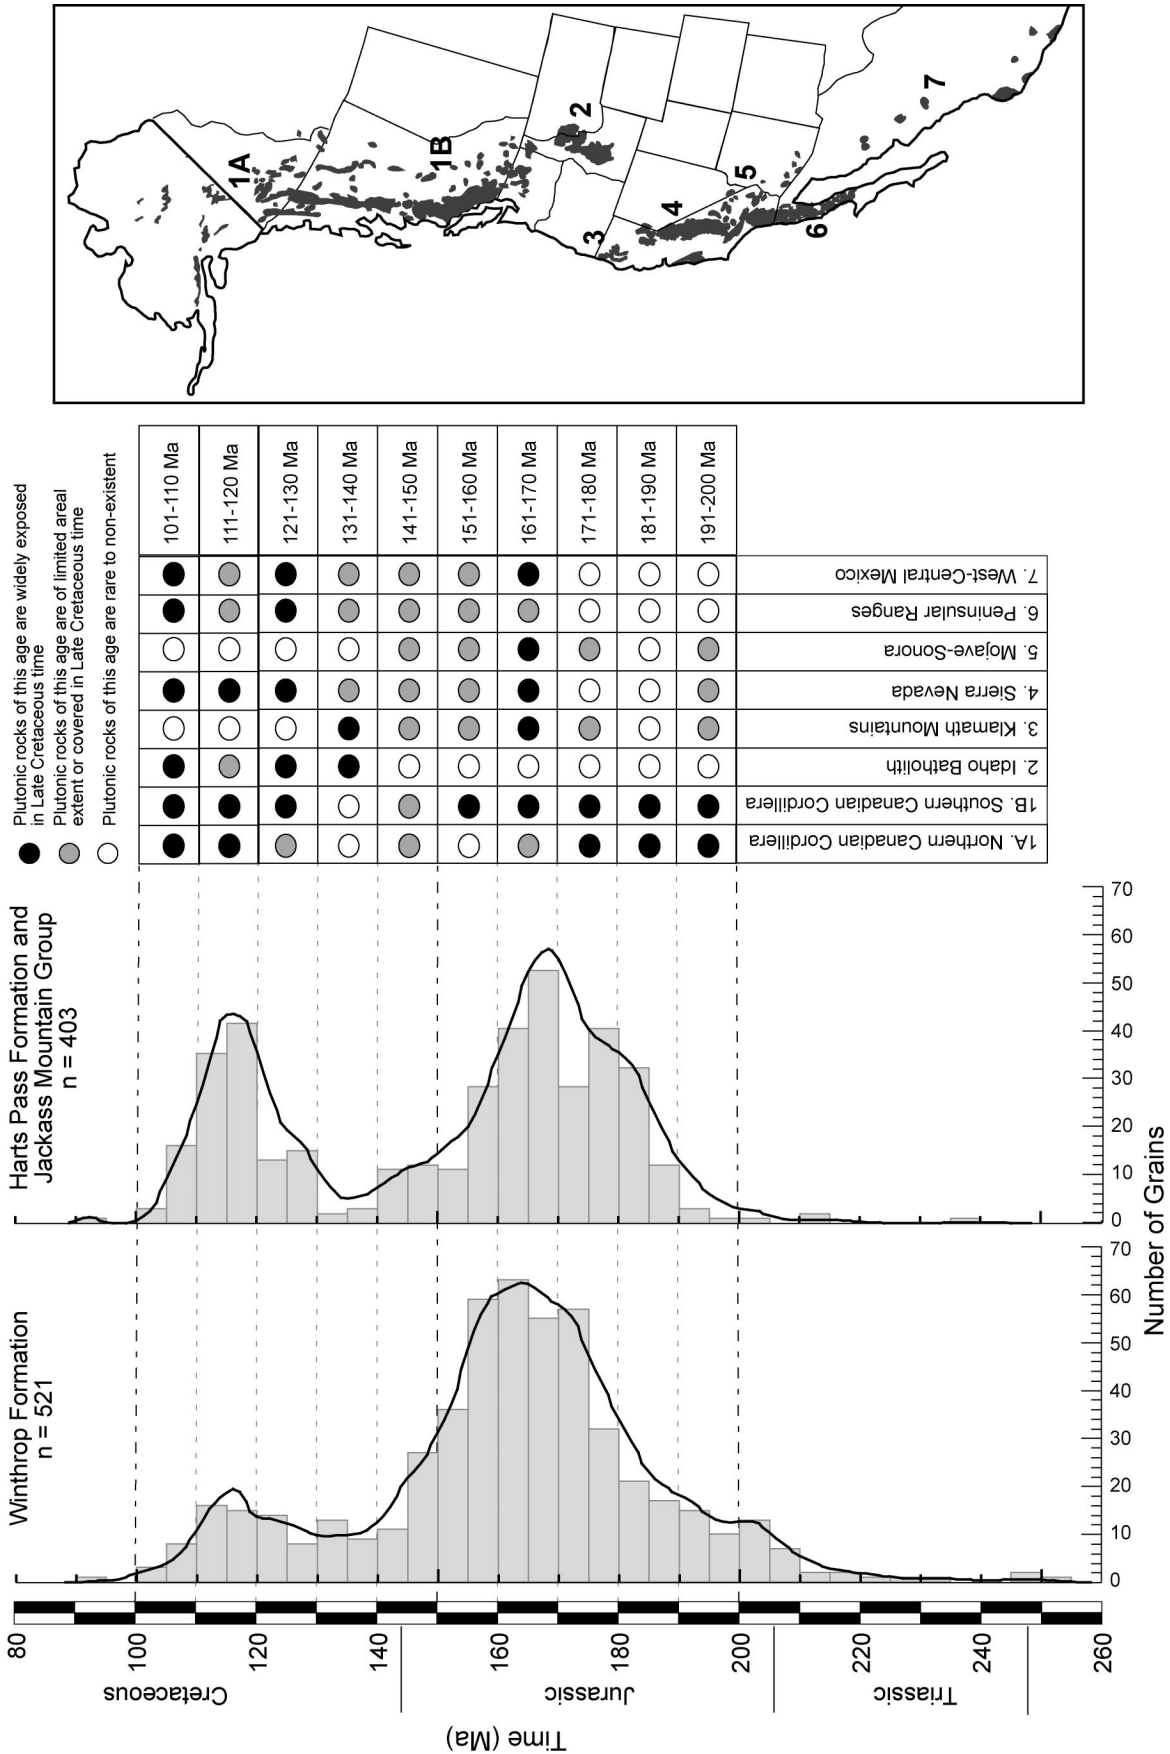 Plutonic rocks of this age are widely exposed
in Late Cretaceous time
Plutonic rocks of this age are of limited areal
extent or covered in Late Cretaceous time
Plutonic rocks of this age are rare to non-existent
1A
1B
2
3
4
5
6
7
101-110 Ma
111-120 Ma
121-130 Ma
131-140 Ma
141-150 Ma
151-160 Ma
161-170 Ma
171-180 Ma
181-190 Ma
191-200 Ma
7. West-Central Mexico
6. Peninsular Ranges
5. Mojave-Sonora
4. Sierra Nevada
3. Klamath Mountains
2. Idaho Batholith
1B. Southern Canadian Cordillera
1A. Northern Canadian Cordillera
Harts Pass Formation and
Jackass Mountain Group
n = 403
70
60
50
40
30
20
10
0
Winthrop Formation
n = 521
70
60
50
40
30
20
10
0
Number of Grains
80
100
120
140
160
180
200
220
240
260
Cretaceous
Jurassic
Triassic
Time (Ma)